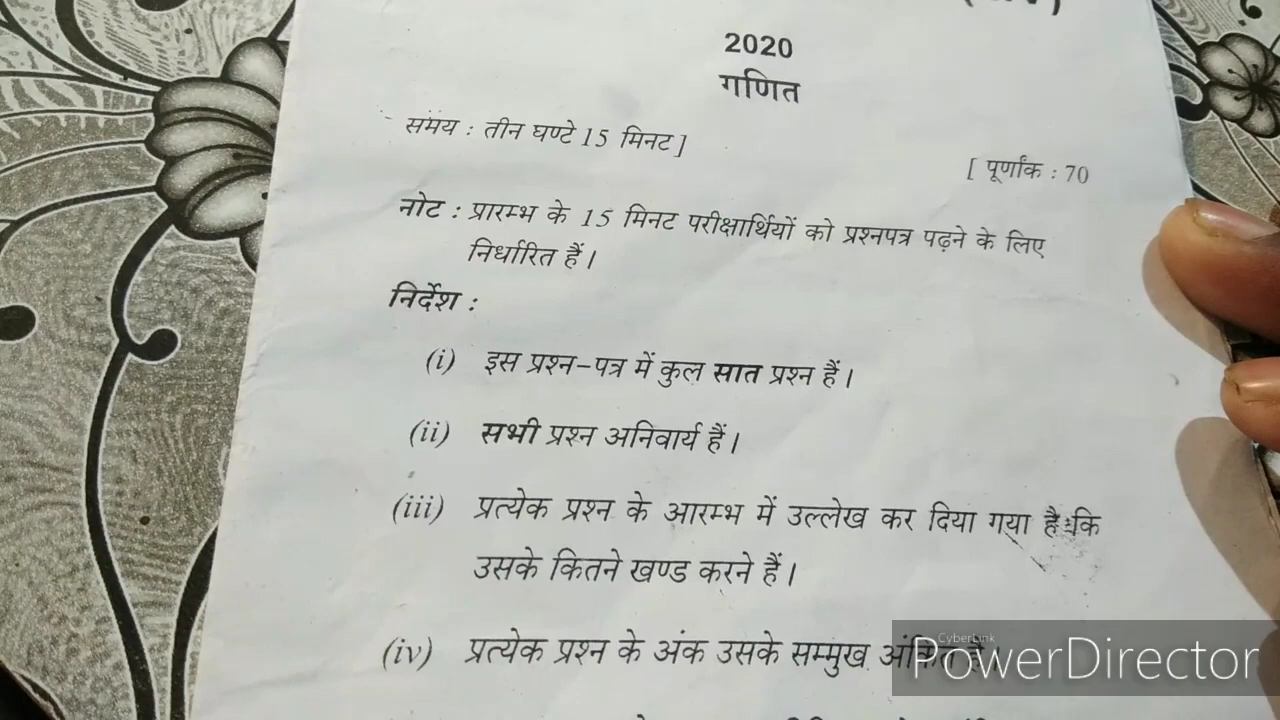 2020
गणित
समय : तीन घण्टे 15 मिनट ]
[ पूर्णांक : 70
नोट : प्रारम्भ के 15 मिनट परीक्षार्थियों को प्रश्नपत्र पढ़ने के लिए
निर्धारित हैं।
निर्देश :
(i) इस प्रश्न-पत्र में कुल सात प्रश्न हैं।
(ii) सभी प्रश्न अनिवार्य हैं।
(iii) प्रत्येक प्रश्न के आरम्भ में उल्लेख कर दिया गया है कि
उसके कितने खण्ड करने हैं।
(iv) प्रत्येक प्रश्न के अंक उसके सम्मुख अंकित हैं।
CyberLink
PowerDirector